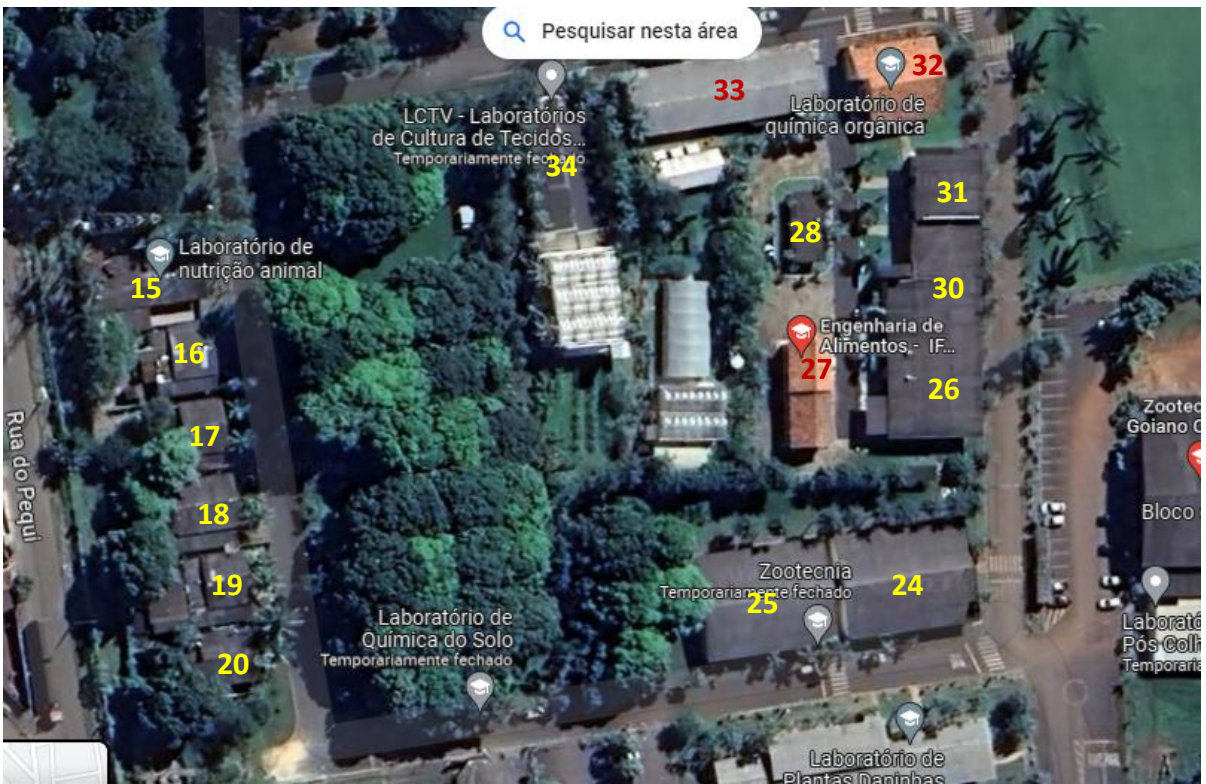 Pesquisar nesta área
32
33
Laboratório de
química orgânica
LCTV - Laboratórios
de Cultura de Tecidos...
Temporariamente fechado
34
31
28
Laboratório de
nutrição animal
15
30
Engenharia de
Alimentos - IF...
16
27
26
Zootec
Goiano C
17
Rua do Pequi
18
Bloco
Zootecnia
Temporariamente fechado
19
25
24
Laboratório de
Química do Solo
Temporariamente fechado
20
Laborató
Pós Colh
Temporaria
Laboratório de
Plantas Daninhas